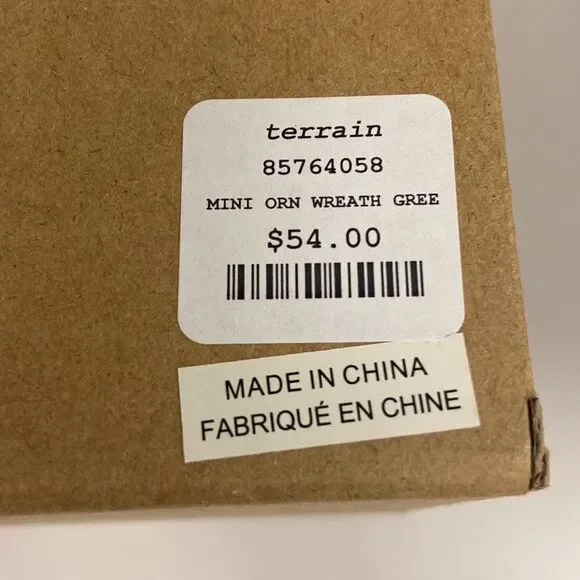 terrain
85764058
MINI ORN WREATH GREE
$54.00
MADE IN CHINA
FABRIQUÉ EN CHINE